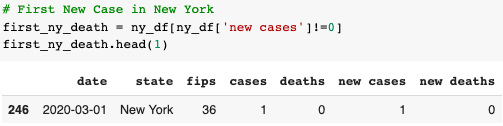 # First New Case in New York
first_ny_death = ny_df[ny_df['new cases']!=0]
first_ny_death.head(1)
date state fips cases deaths new cases new deaths
246 2020-03-01 New York 36 1 0 1 0